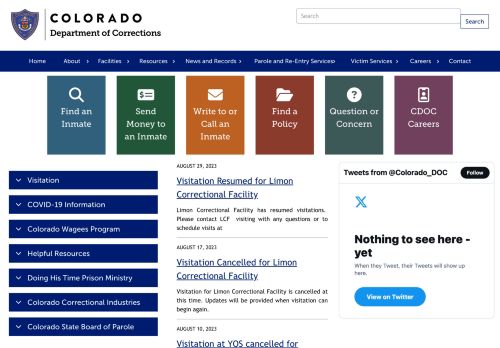 COLORADO
Department of Corrections
Search
Search
Home
About
Facilities
Resources
News and Records
Parole and Re-Entry Services
Victim Services
Careers
Contact
Find an
Inmate
Send
Money to
an Inmate
Write to or
Call an
Inmate
Find a
Policy
Question or
Concern
CDOC
Careers
Visitation
COVID-19 Information
Colorado Wagees Program
Helpful Resources
Doing His Time Prison Ministry
Colorado Correctional Industries
Colorado State Board of Parole
AUGUST 29, 2023
Visitation Resumed for Limon
Correctional Facility
Limon Correctional Facility has resumed visitations.
Please contact LCF visiting with any questions or to
schedule visits at
AUGUST 17, 2023
Visitation Cancelled for Limon
Correctional Facility
Visitation for Limon Correctional Facility is cancelled at
this time. Updates will be provided when visitation can
begin again.
AUGUST 10, 2023
Visitation at YOS cancelled for
Tweets from @Colorado_DOC
Follow
Nothing to see here -
yet
When they Tweet, their Tweets will show up
here.
View on Twitter